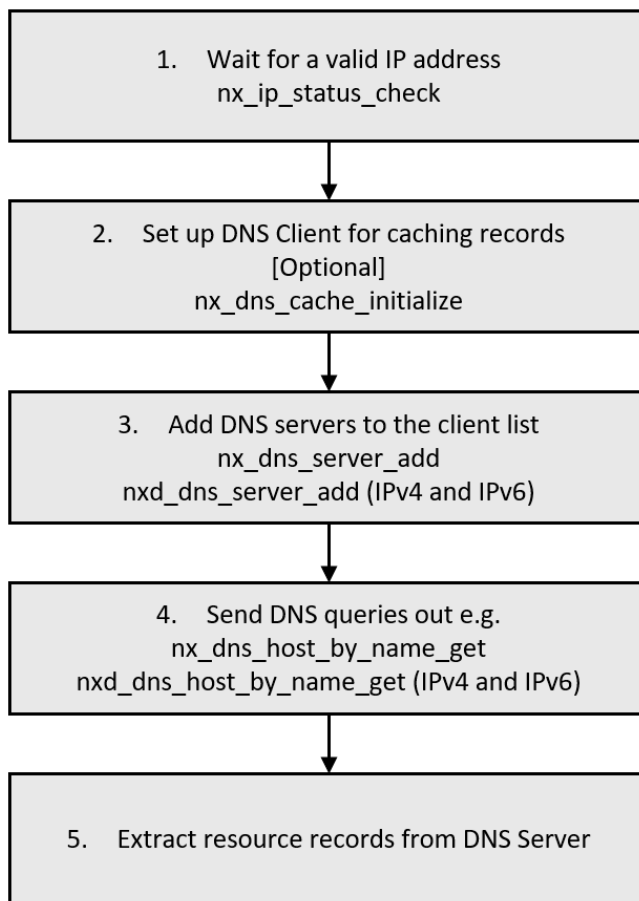 1. Wait for a valid IP address
nx_ip_status_check
2. Set up DNS Client for caching records
[Optional]
nx_dns_cache_initialize
3. Add DNS servers to the client list
nx_dns_server_add
nxd_dns_server_add (IPv4 and IPv6)
4. Send DNS queries out e.g.
nx_dns_host_by_name_get
nxd_dns_host_by_name_get (IPv4 and IPv6)
5. Extract resource records from DNS Server